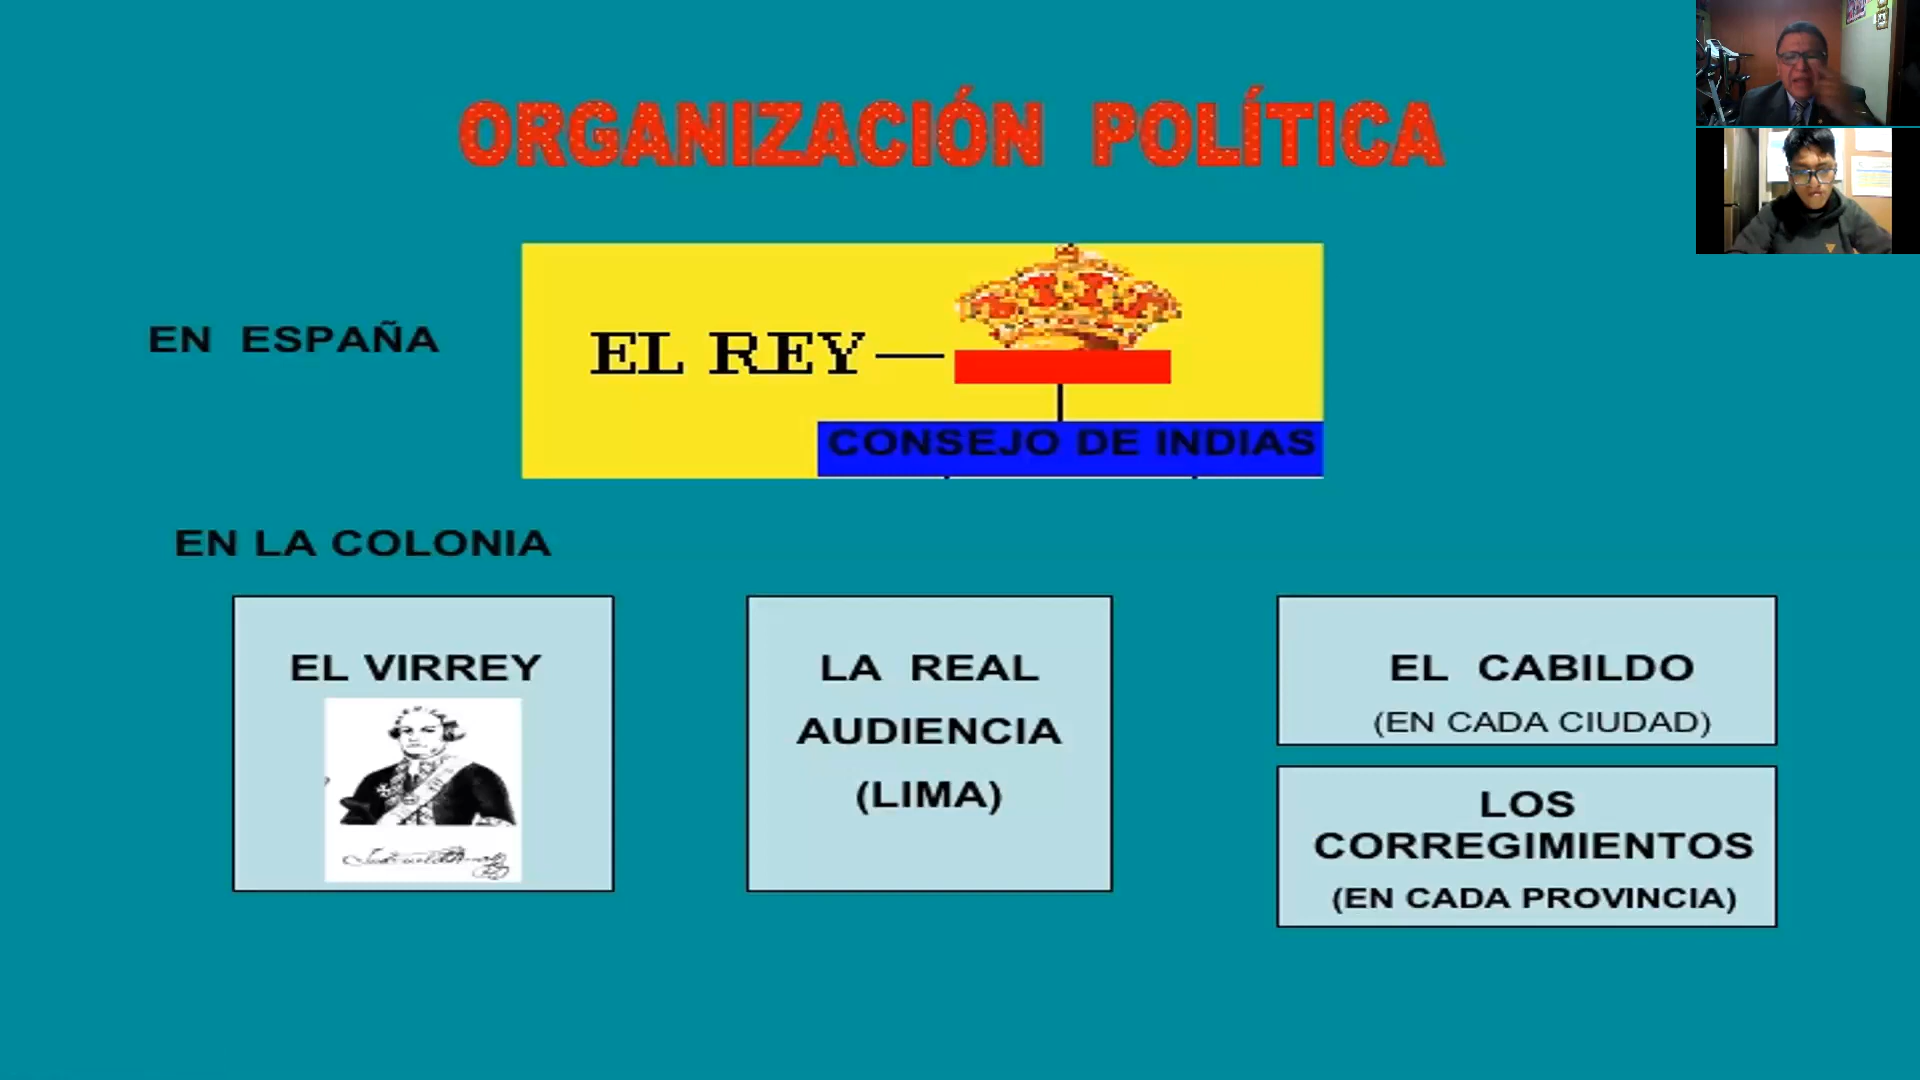 ORGANIZACIÓN POLÍTICA
EN ESPAÑA
EL REY
CONSEJO DE INDIAS
EN LA COLONIA
EL VIRREY
LA REAL
AUDIENCIA
(LIMA)
EL CABILDO
(EN CADA CIUDAD)
LOS
CORREGIMIENTOS
(EN CADA PROVINCIA)